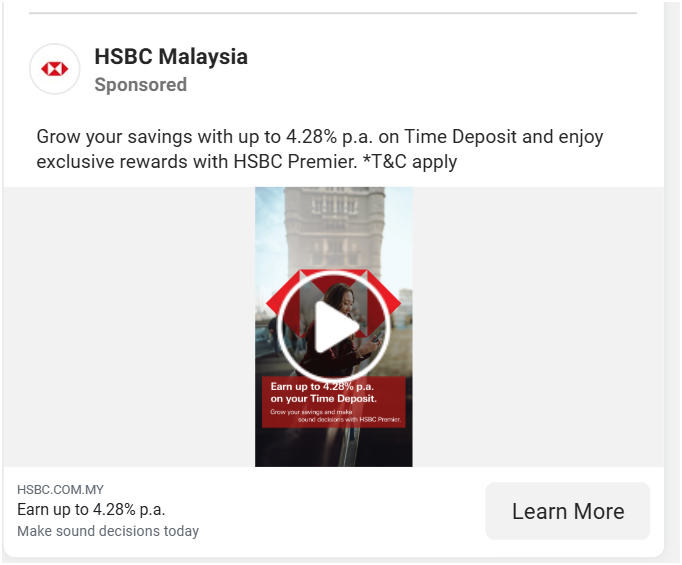 HSBC Malaysia
Sponsored
Grow your savings with up to 4.28% p.a. on Time Deposit and enjoy
exclusive rewards with HSBC Premier. *T&C apply
Earn up to 4.28% p.a.
on your Time Deposit.
Grow your savings and make
sound decisions with HSBC Premier.
HSBC.COM.MY
Earn up to 4.28% p.a.
Make sound decisions today
Learn More